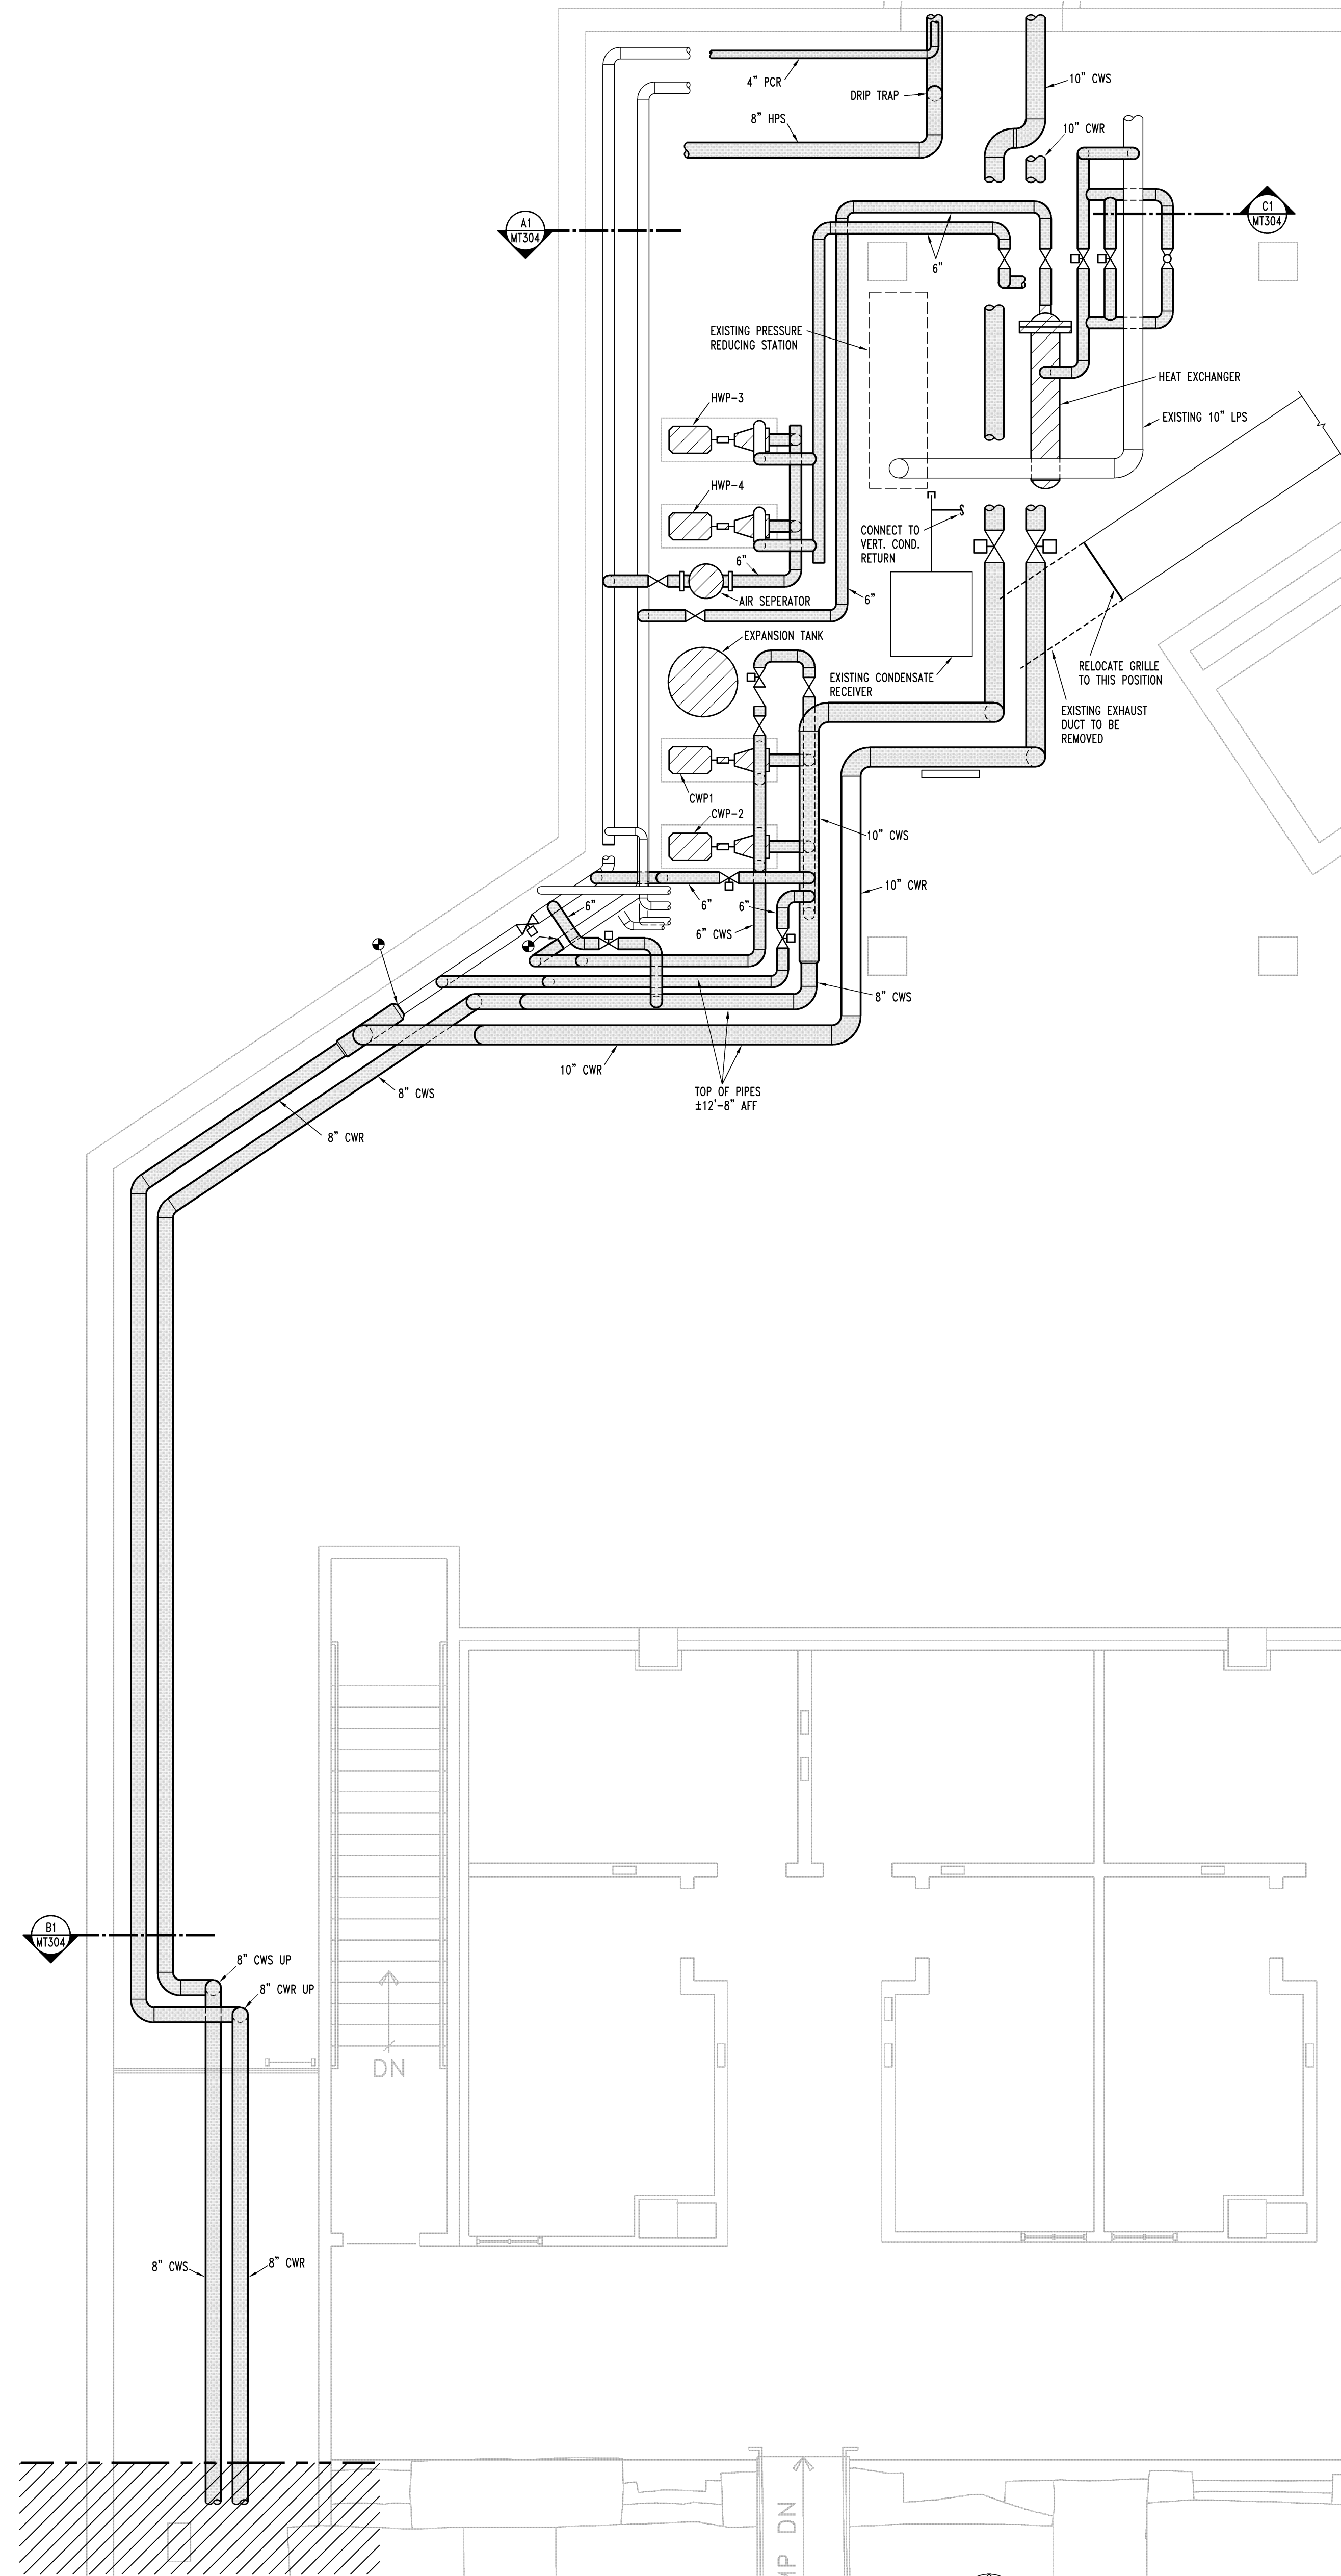 4" PCR
DRIP TRAP
10" CWS
8" HPS
10" CWR
A1
MT304
C1
MT304
6"
EXISTING PRESSURE
REDUCING STATION
HEAT EXCHANGER
HWP-3
EXISTING 10" LPS
HWP-4
CONNECT TO
VERT. COND.
RETURN
6"
AIR SEPERATOR
6"
EXPANSION TANK
EXISTING CONDENSATE
RECEIVER
RELOCATE GRILLE
TO THIS POSITION
EXISTING EXHAUST
DUCT TO BE
REMOVED
CWP1
CWP-2
10" CWS
10" CWR
6"
6"
6"
6" CWS
8" CWS
10" CWR
8" CWS
TOP OF PIPES
±12'-8" AFF
8" CWR
B1
MT304
8" CWS UP
8" CWR UP
DN
8" CWS
8" CWR
DN